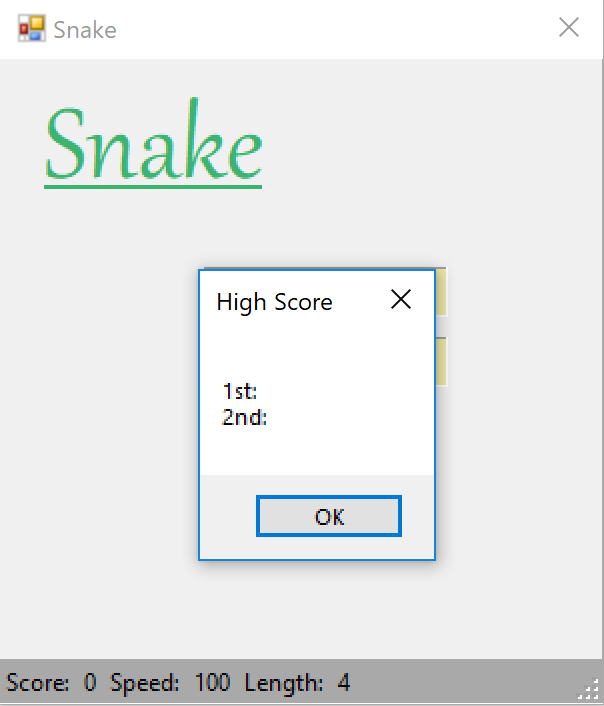 Snake
Snake
High Score
1st:
2nd:
OK
Score: 0 Speed: 100 Length: 4